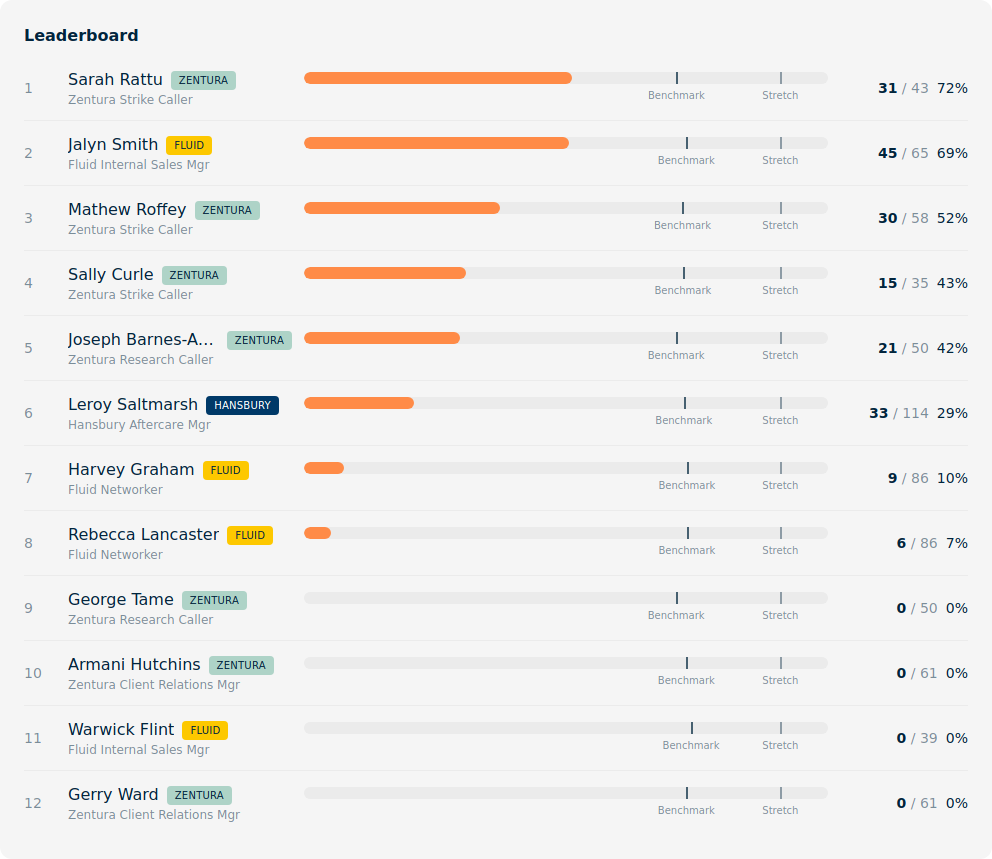 Leaderboard
1 Sarah Rattu ZENTURA
Zentura Strike Caller
Benchmark Stretch
31 / 43 72%
2 Jalyn Smith FLUID
Fluid Internal Sales Mgr
Benchmark Stretch
45 / 65 69%
3 Mathew Roffey ZENTURA
Zentura Strike Caller
Benchmark Stretch
30 / 58 52%
4 Sally Curle ZENTURA
Zentura Strike Caller
Benchmark Stretch
15 / 35 43%
5 Joseph Barnes-A... ZENTURA
Zentura Research Caller
Benchmark Stretch
21 / 50 42%
6 Leroy Saltmarsh HANSBURY
Hansbury Aftercare Mgr
Benchmark Stretch
33 / 114 29%
7 Harvey Graham FLUID
Fluid Networker
Benchmark Stretch
9 / 86 10%
8 Rebecca Lancaster FLUID
Fluid Networker
Benchmark Stretch
6 / 86 7%
9 George Tame ZENTURA
Zentura Research Caller
Benchmark Stretch
0 / 50 0%
10 Armani Hutchins ZENTURA
Zentura Client Relations Mgr
Benchmark Stretch
0 / 61 0%
11 Warwick Flint FLUID
Fluid Internal Sales Mgr
Benchmark Stretch
0 / 39 0%
12 Gerry Ward ZENTURA
Zentura Client Relations Mgr
Benchmark Stretch
0 / 61 0%